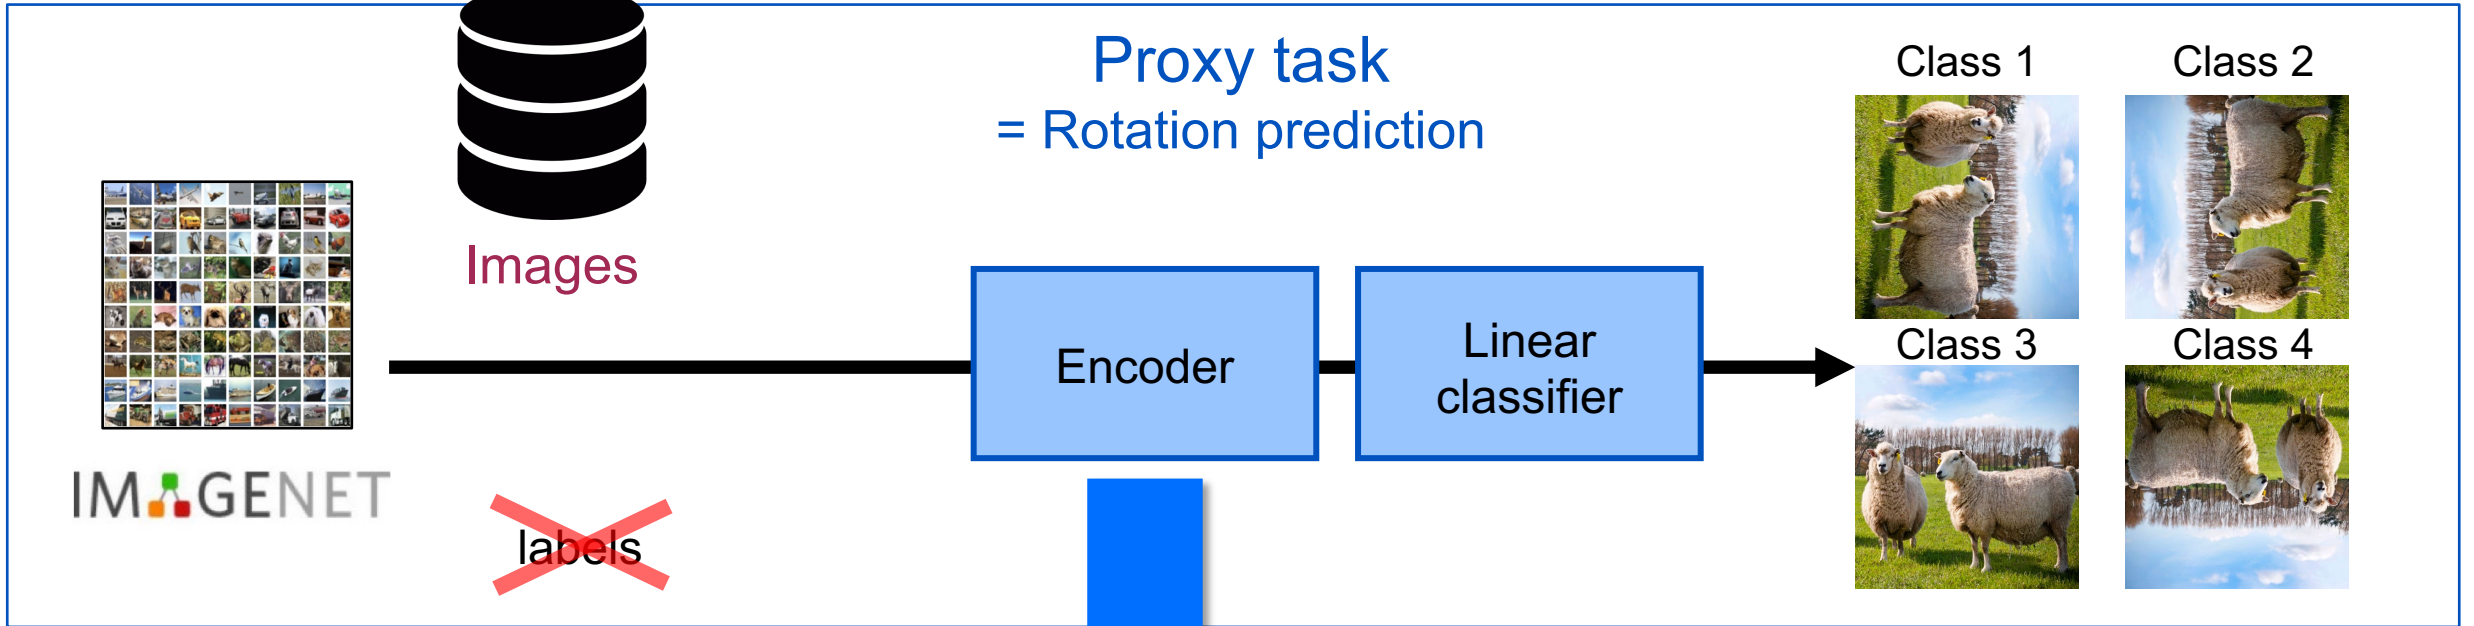 Proxy task
= Rotation prediction
Images
IMAGENET
labels
Encoder
Linear
classifier
Class 1
Class 2
Class 3
Class 4